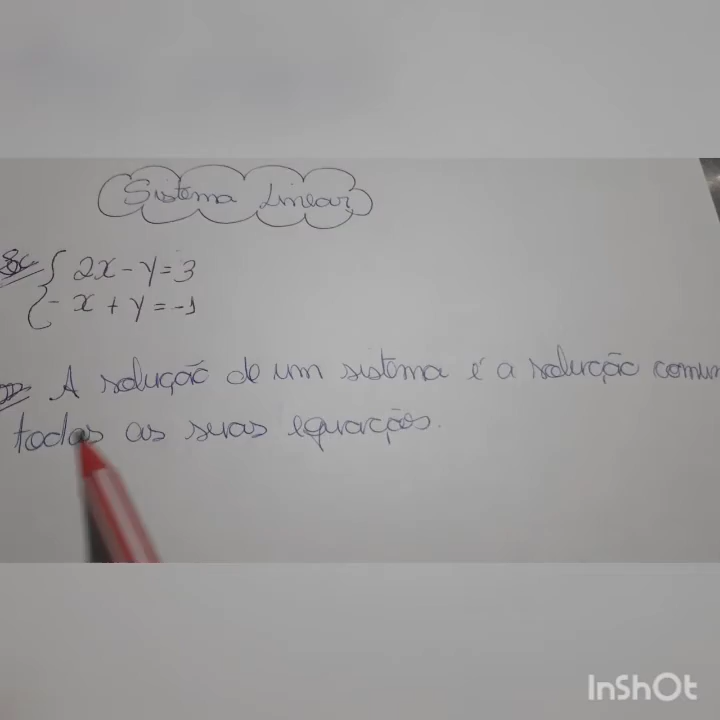 Sistema Linear
2x - y = 3
- x + y = -1
A solução de um sistema é a solução comum
todas as suas equações.
InShOt